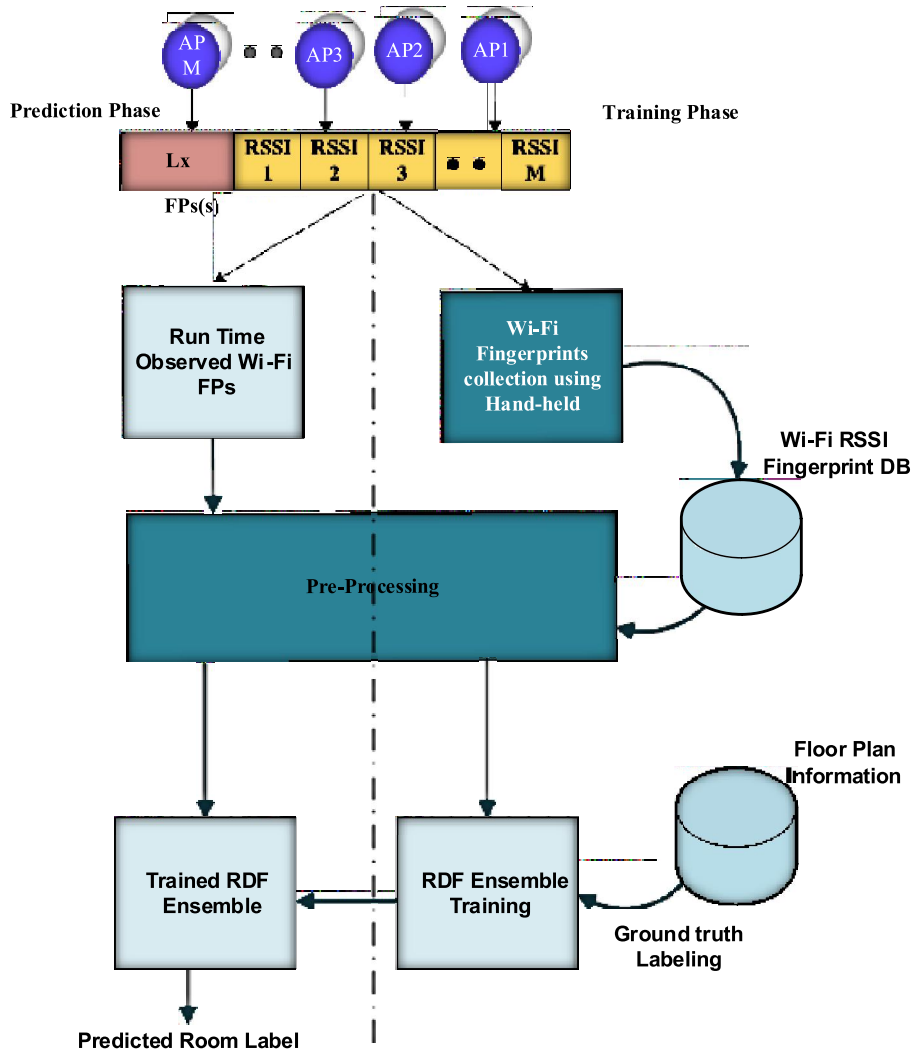 AP
M
AP3
AP2
AP1
Prediction Phase
Training Phase
Lx
RSSI
1
RSSI
2
RSSI
3
RSSI
M
FPs(s)
Run Time
Observed Wi-Fi
FPs
Wi-Fi
Fingerprints
collection using
Hand-held
Wi-Fi RSSI
Fingerprint DB
Pre-Processing
Floor Plan
Information
Trained RDF
Ensemble
RDF Ensemble
Training
Ground truth
Labeling
Predicted Room Label